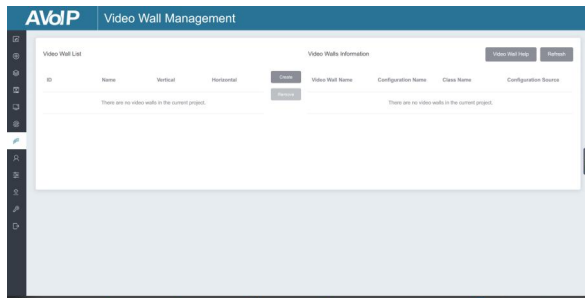 AVoIP Video Wall Management
Video Wall List
Video Walls Information
Video Wall Help
Refresh
ID Name Vertical Horizontal
Create
Remove
Video Wall Name Configuration Name Class Name Configuration Source
There are no video walls in the current project.
There are no video walls in the current project.